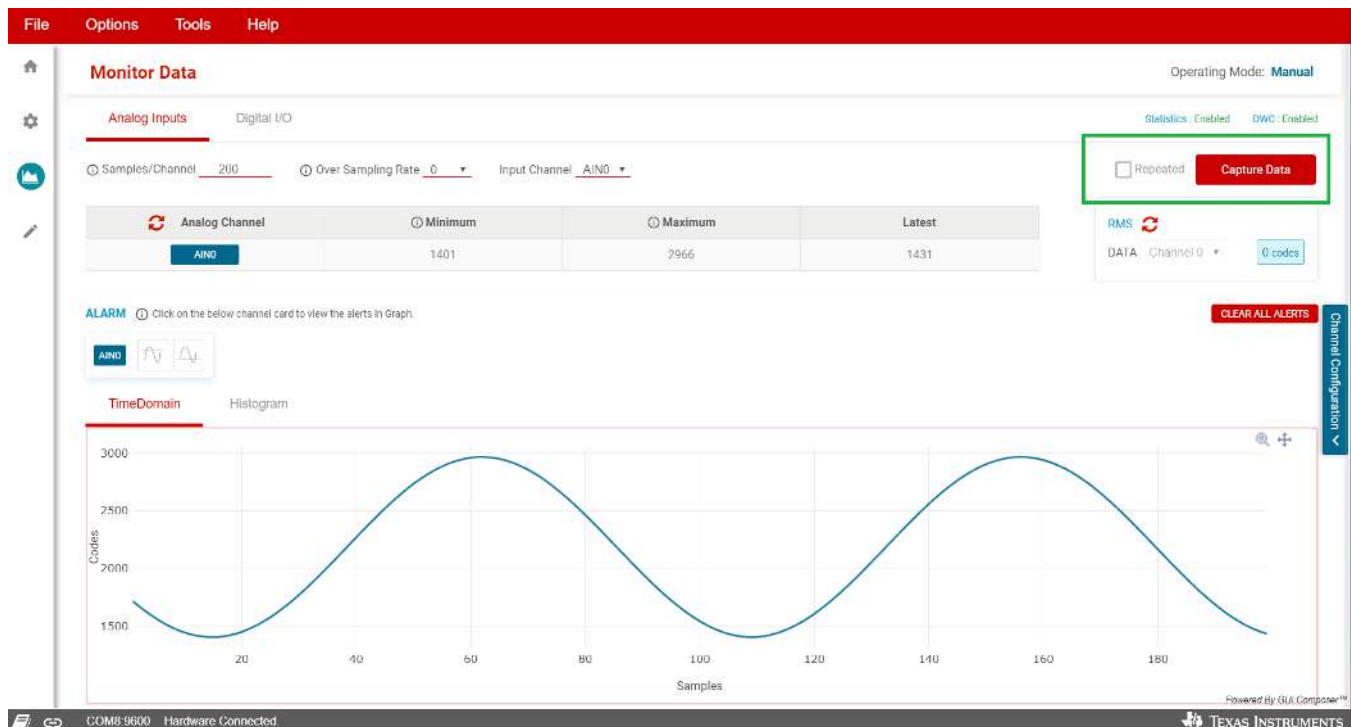 File Options Tools Help
Monitor Data
Operating Mode: Manual
Analog Inputs Digital I/O
Statistics : Enabled DWC : Enabled
Samples/Channel 200 Over Sampling Rate 0 Input Channel AIN0
Repeated Capture Data
Analog Channel Minimum Maximum Latest
AIN0 1401 2966 1431
RMS
DATA Channel 0 0 codes
ALARM Click on the below channel card to view the alerts in Graph.
CLEAR ALL ALERTS
AIN0
Channel Configuration
TimeDomain Histogram
3000
2500
2000
1500
Codes
20 40 60 80 100 120 140 160 180
Samples
Powered By GUI Composer™
COM8:9600 Hardware Connected.
TEXAS INSTRUMENTS